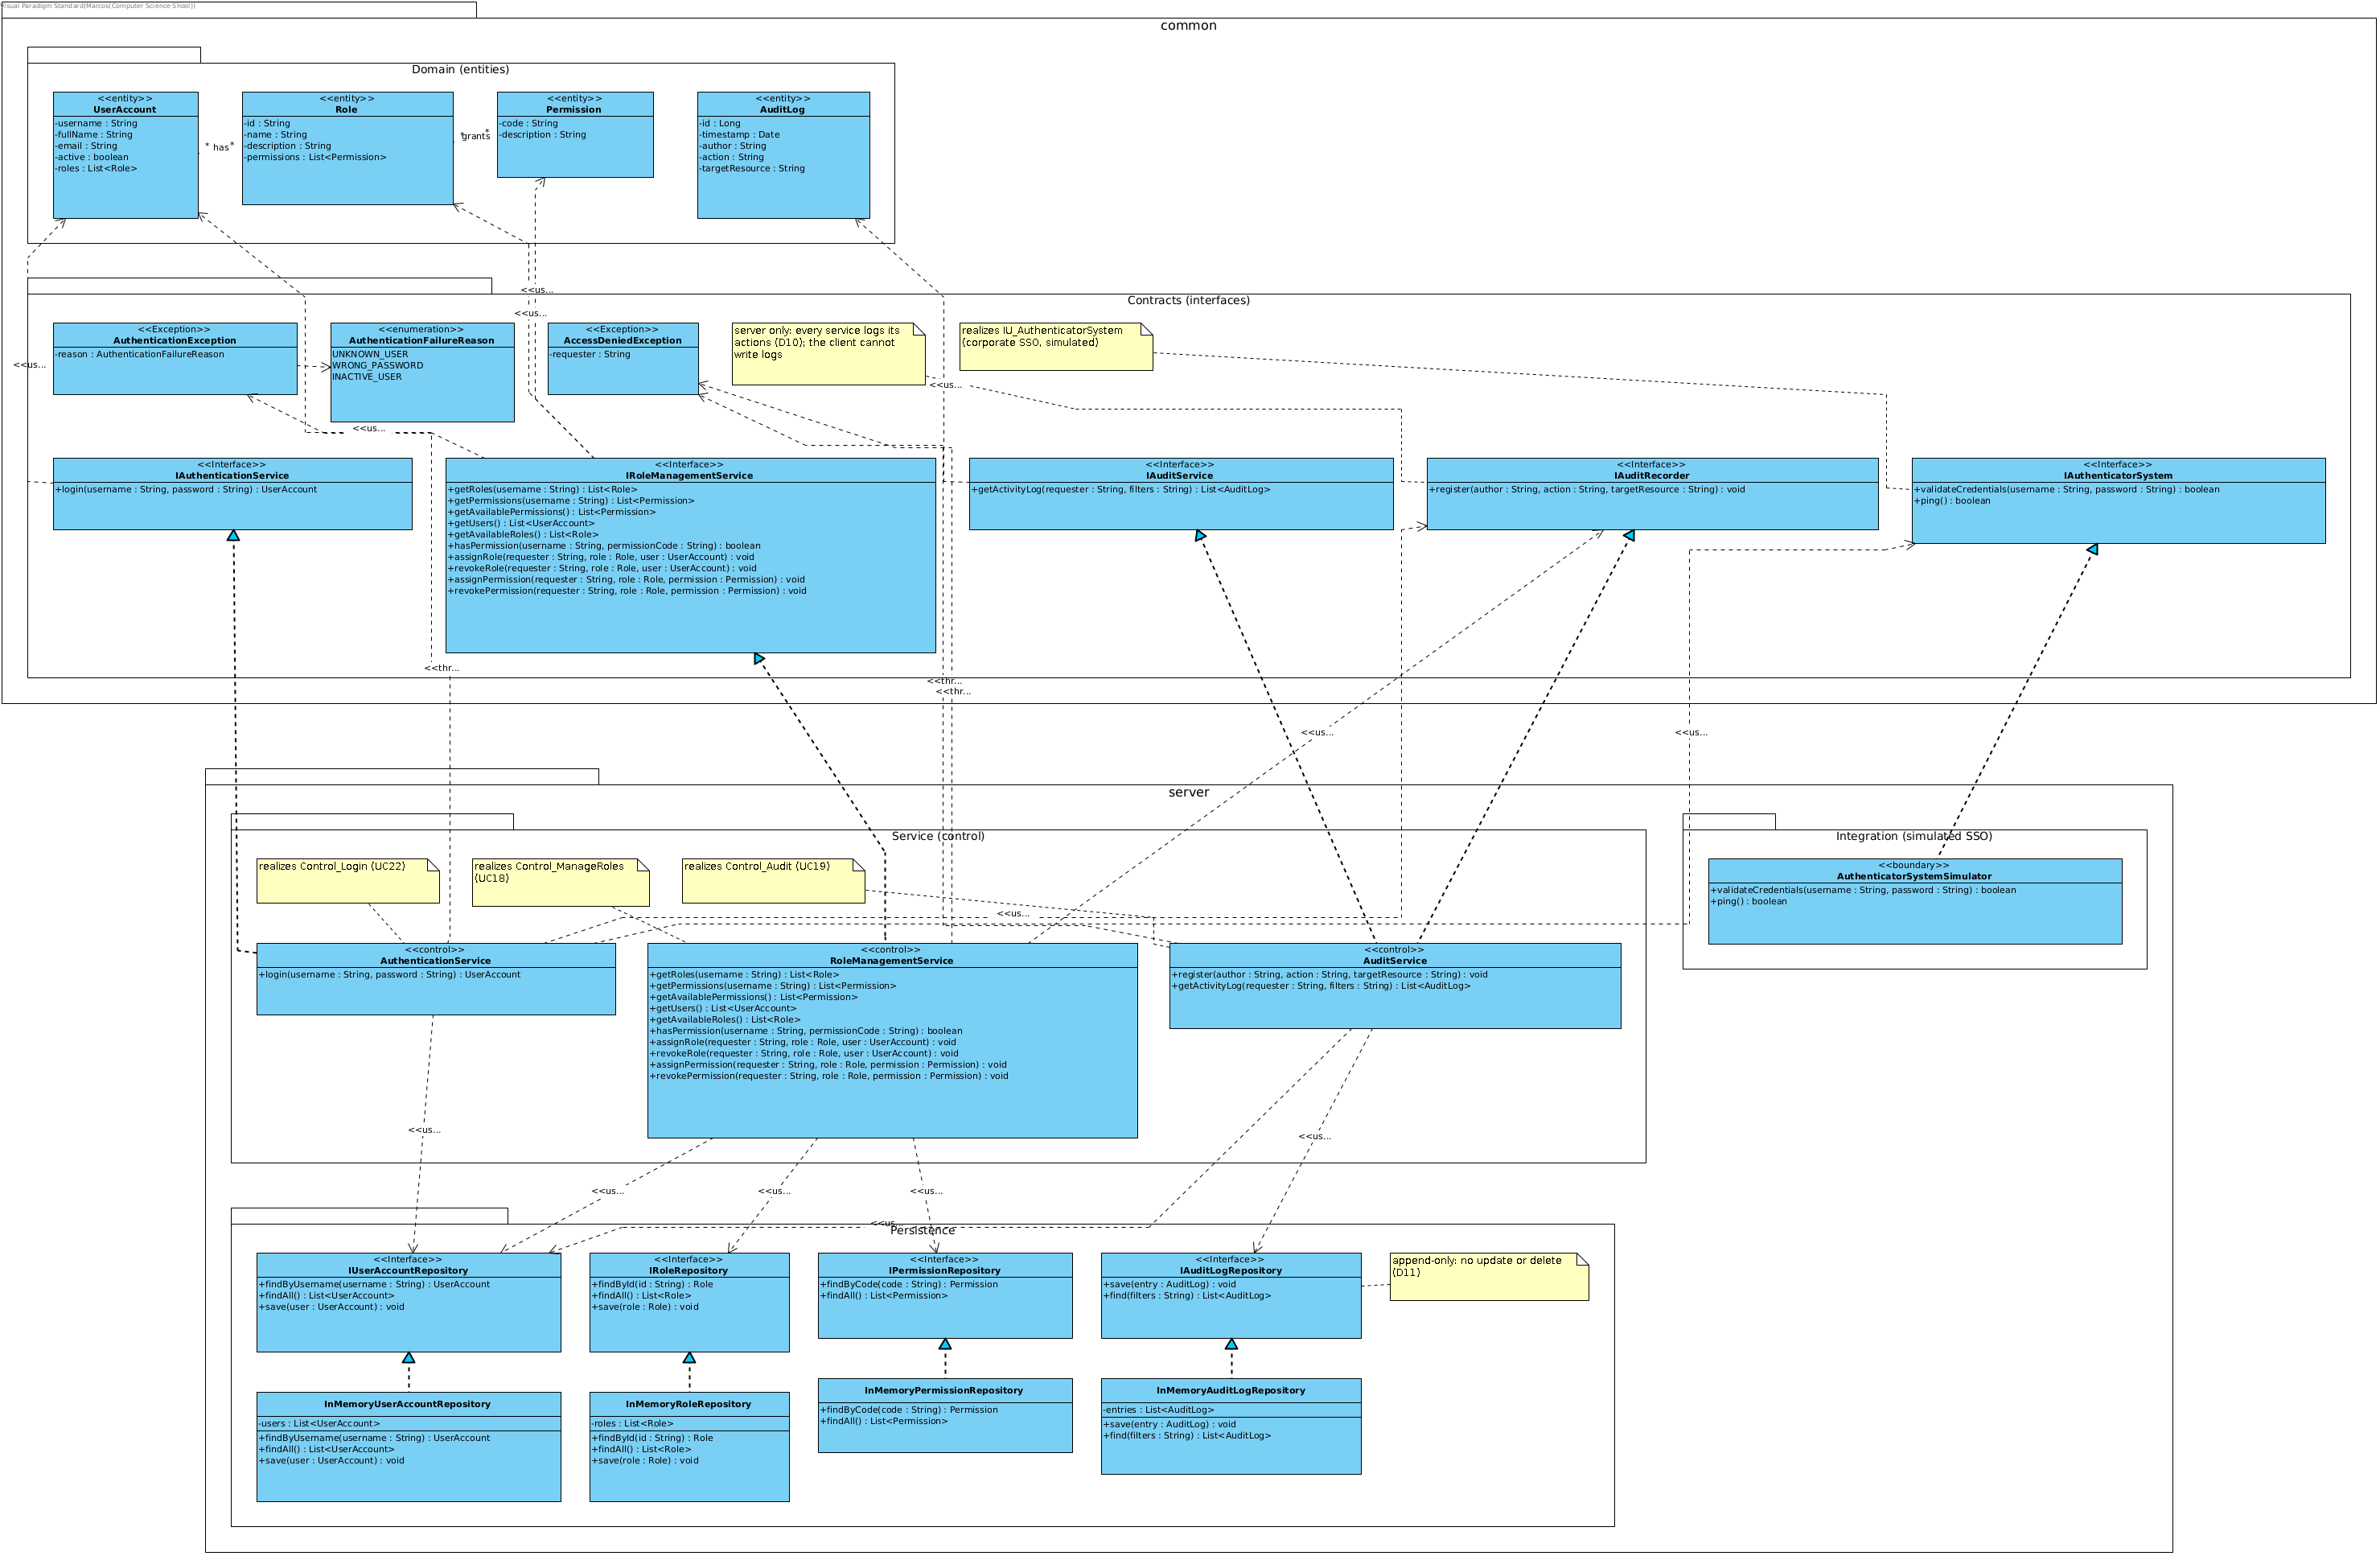 Visual Paradigm Standard(Marcos(Computer Science Shool))
common
Domain (entities)
<<entity>>
UserAccount
-username : String
-fullName : String
-email : String
-active : boolean
-roles : List<Role>
* has *
<<entity>>
Role
-id : String
-name : String
-description : String
-permissions : List<Permission>
* grants *
<<entity>>
Permission
-code : String
-description : String
<<entity>>
AuditLog
-id : Long
-timestamp : Date
-author : String
-action : String
-targetResource : String
<<us...
<<us...
Contracts (interfaces)
<<Exception>>
AuthenticationException
-reason : AuthenticationFailureReason
<<enumeration>>
AuthenticationFailureReason
UNKNOWN_USER
WRONG_PASSWORD
INACTIVE_USER
<<Exception>>
AccessDeniedException
-requester : String
server only: every service logs its
actions (D10); the client cannot
write logs
realizes IU_AuthenticatorSystem
(corporate SSO, simulated)
<<us...
<<us...
<<us...
<<Interface>>
IAuthenticationService
+login(username : String, password : String) : UserAccount
<<Interface>>
IRoleManagementService
+getRoles(username : String) : List<Role>
+getPermissions(username : String) : List<Permission>
+getAvailablePermissions() : List<Permission>
+getUsers() : List<UserAccount>
+getAvailableRoles() : List<Role>
+hasPermission(username : String, permissionCode : String) : boolean
+assignRole(requester : String, role : Role, user : UserAccount) : void
+revokeRole(requester : String, role : Role, user : UserAccount) : void
+assignPermission(requester : String, role : Role, permission : Permission) : void
+revokePermission(requester : String, role : Role, permission : Permission) : void
<<Interface>>
IAuditService
+getActivityLog(requester : String, filters : String) : List<AuditLog>
<<Interface>>
IAuditRecorder
+register(author : String, action : String, targetResource : String) : void
<<Interface>>
IAuthenticatorSystem
+validateCredentials(username : String, password : String) : boolean
+ping() : boolean
<<thr...
<<thr...
<<thr...
<<us...
<<us...
server
Service (control)
realizes Control_Login (UC22)
realizes Control_ManageRoles
(UC18)
realizes Control_Audit (UC19)
<<us...
<<control>>
AuthenticationService
+login(username : String, password : String) : UserAccount
<<control>>
RoleManagementService
+getRoles(username : String) : List<Role>
+getPermissions(username : String) : List<Permission>
+getAvailablePermissions() : List<Permission>
+getUsers() : List<UserAccount>
+getAvailableRoles() : List<Role>
+hasPermission(username : String, permissionCode : String) : boolean
+assignRole(requester : String, role : Role, user : UserAccount) : void
+revokeRole(requester : String, role : Role, user : UserAccount) : void
+assignPermission(requester : String, role : Role, permission : Permission) : void
+revokePermission(requester : String, role : Role, permission : Permission) : void
<<control>>
AuditService
+register(author : String, action : String, targetResource : String) : void
+getActivityLog(requester : String, filters : String) : List<AuditLog>
Integration (simulated SSO)
<<boundary>>
AuthenticatorSystemSimulator
+validateCredentials(username : String, password : String) : boolean
+ping() : boolean
<<us...
<<us...
<<us...
<<us...
<<us...
<<us...
Persistence
<<Interface>>
IUserAccountRepository
+findByUsername(username : String) : UserAccount
+findAll() : List<UserAccount>
+save(user : UserAccount) : void
<<Interface>>
IRoleRepository
+findById(id : String) : Role
+findAll() : List<Role>
+save(role : Role) : void
<<Interface>>
IPermissionRepository
+findByCode(code : String) : Permission
+findAll() : List<Permission>
<<Interface>>
IAuditLogRepository
+save(entry : AuditLog) : void
+find(filters : String) : List<AuditLog>
append-only: no update or delete
(D11)
InMemoryUserAccountRepository
-users : List<UserAccount>
+findByUsername(username : String) : UserAccount
+findAll() : List<UserAccount>
+save(user : UserAccount) : void
InMemoryRoleRepository
-roles : List<Role>
+findById(id : String) : Role
+findAll() : List<Role>
+save(role : Role) : void
InMemoryPermissionRepository
+findByCode(code : String) : Permission
+findAll() : List<Permission>
InMemoryAuditLogRepository
-entries : List<AuditLog>
+save(entry : AuditLog) : void
+find(filters : String) : List<AuditLog>